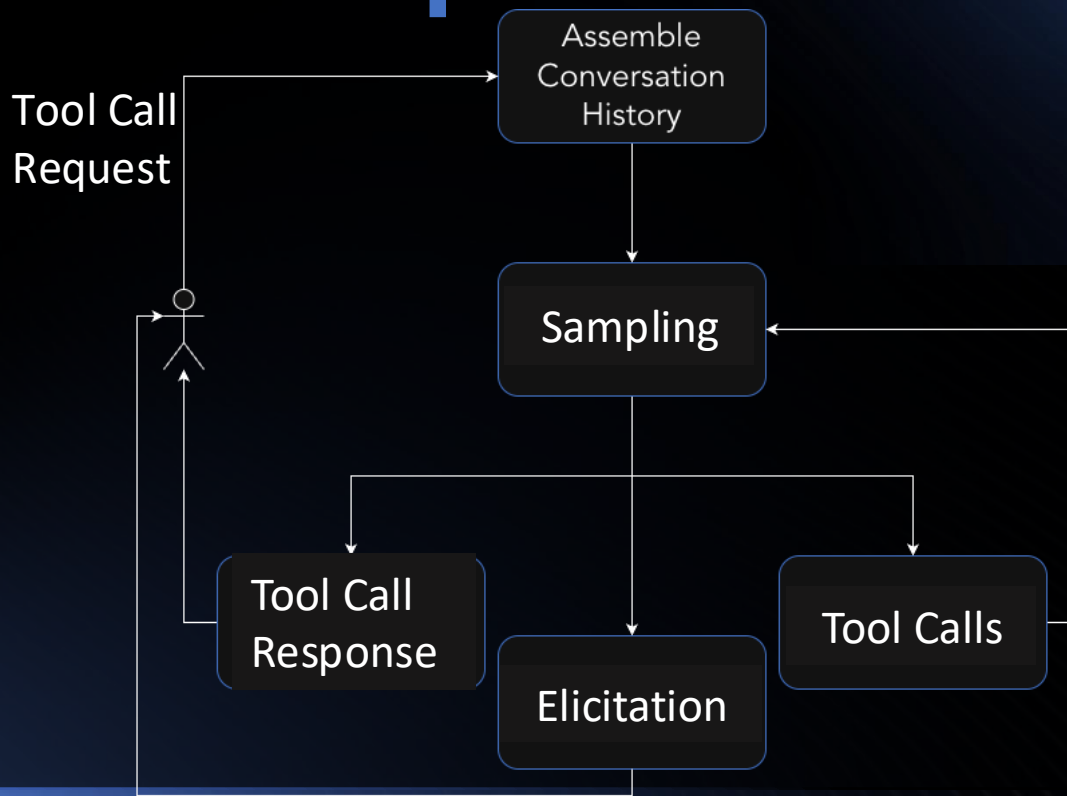 Assemble
Conversation
History
Tool Call
Request
Sampling
Tool Call
Response
Elicitation
Tool Calls